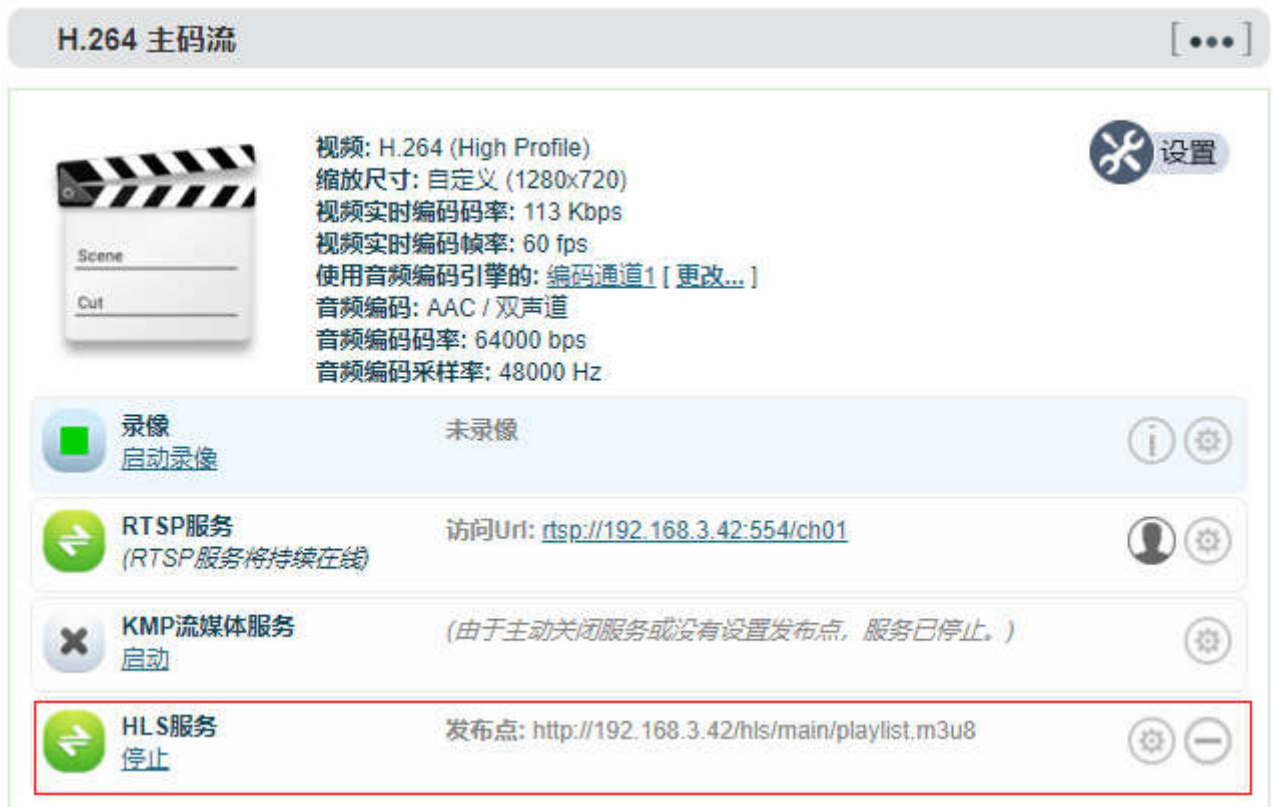 H.264 主码流
[•••]
设置
Scene
Cut
视频: H.264 (High Profile)
缩放尺寸: 自定义 (1280x720)
视频实时编码码率: 113 Kbps
视频实时编码帧率: 60 fps
使用音频编码引擎的: 编码通道1 [ 更改... ]
音频编码: AAC / 双声道
音频编码码率: 64000 bps
音频编码采样率: 48000 Hz
录像
未录像
启动录像
RTSP服务
访问Url: rtsp://192.168.3.42:554/ch01
(RTSP服务将持续在线)
KMP流媒体服务
(由于主动关闭服务或没有设置发布点，服务已停止。)
启动
HLS服务
发布点: http://192.168.3.42/hls/main/playlist.m3u8
停止